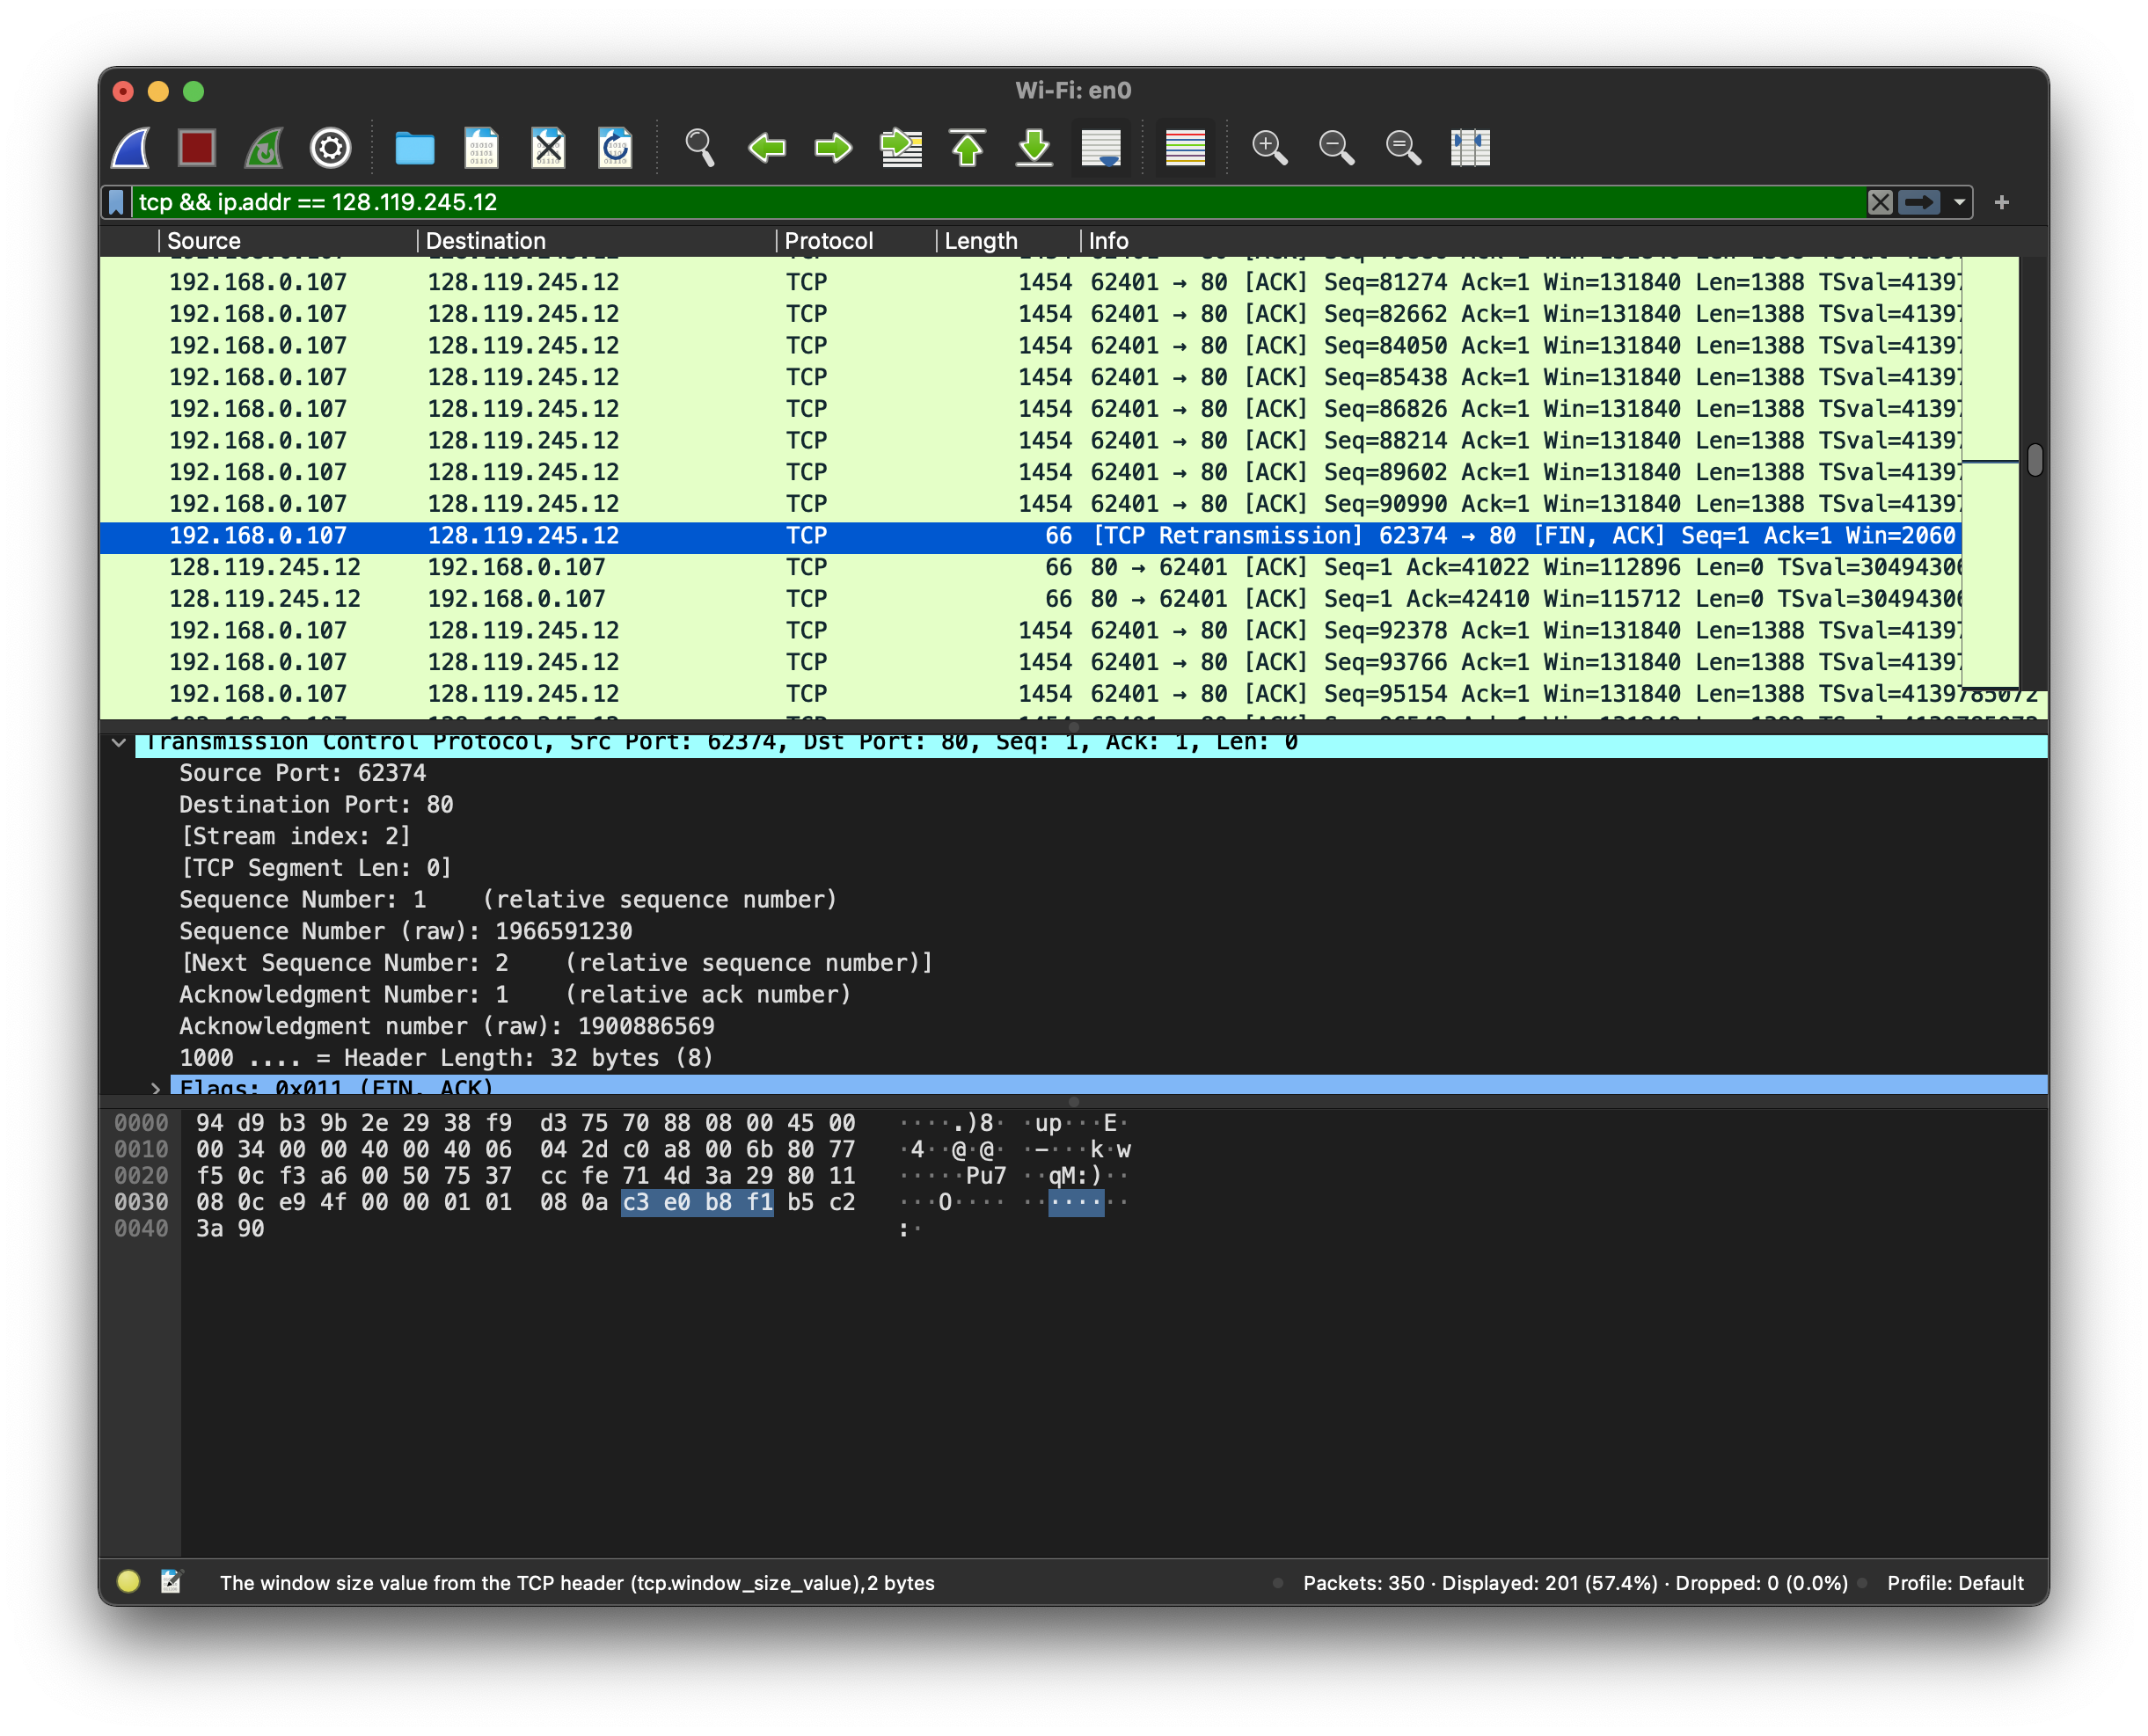 Wi-Fi: en0
tcp && ip.addr == 128.119.245.12
Source Destination Protocol Length Info
192.168.0.107 128.119.245.12 TCP 1454 62401 → 80 [ACK] Seq=81274 Ack=1 Win=131840 Len=1388 TSval=41397
192.168.0.107 128.119.245.12 TCP 1454 62401 → 80 [ACK] Seq=82662 Ack=1 Win=131840 Len=1388 TSval=41397
192.168.0.107 128.119.245.12 TCP 1454 62401 → 80 [ACK] Seq=84050 Ack=1 Win=131840 Len=1388 TSval=41397
192.168.0.107 128.119.245.12 TCP 1454 62401 → 80 [ACK] Seq=85438 Ack=1 Win=131840 Len=1388 TSval=41397
192.168.0.107 128.119.245.12 TCP 1454 62401 → 80 [ACK] Seq=86826 Ack=1 Win=131840 Len=1388 TSval=41397
192.168.0.107 128.119.245.12 TCP 1454 62401 → 80 [ACK] Seq=88214 Ack=1 Win=131840 Len=1388 TSval=41397
192.168.0.107 128.119.245.12 TCP 1454 62401 → 80 [ACK] Seq=89602 Ack=1 Win=131840 Len=1388 TSval=41397
192.168.0.107 128.119.245.12 TCP 1454 62401 → 80 [ACK] Seq=90990 Ack=1 Win=131840 Len=1388 TSval=41397
192.168.0.107 128.119.245.12 TCP 66 [TCP Retransmission] 62374 → 80 [FIN, ACK] Seq=1 Ack=1 Win=2060
128.119.245.12 192.168.0.107 TCP 66 80 → 62401 [ACK] Seq=1 Ack=41022 Win=112896 Len=0 TSval=30494306
128.119.245.12 192.168.0.107 TCP 66 80 → 62401 [ACK] Seq=1 Ack=42410 Win=115712 Len=0 TSval=30494306
192.168.0.107 128.119.245.12 TCP 1454 62401 → 80 [ACK] Seq=92378 Ack=1 Win=131840 Len=1388 TSval=41397
192.168.0.107 128.119.245.12 TCP 1454 62401 → 80 [ACK] Seq=93766 Ack=1 Win=131840 Len=1388 TSval=41397
192.168.0.107 128.119.245.12 TCP 1454 62401 → 80 [ACK] Seq=95154 Ack=1 Win=131840 Len=1388 TSval=4139785072
Transmission Control Protocol, Src Port: 62374, Dst Port: 80, Seq: 1, Ack: 1, Len: 0
Source Port: 62374
Destination Port: 80
[Stream index: 2]
[TCP Segment Len: 0]
Sequence Number: 1 (relative sequence number)
Sequence Number (raw): 1966591230
[Next Sequence Number: 2 (relative sequence number)]
Acknowledgment Number: 1 (relative ack number)
Acknowledgment number (raw): 1900886569
1000 .... = Header Length: 32 bytes (8)
Flags: 0x011 (FIN, ACK)
0000 94 d9 b3 9b 2e 29 38 f9 d3 75 70 88 08 00 45 00 ····.)8· ·up···E·
0010 00 34 00 00 40 00 40 06 04 2d c0 a8 00 6b 80 77 ·4··@·@· ·-···k·w
0020 f5 0c f3 a6 00 50 75 37 cc fe 71 4d 3a 29 80 11 ·····Pu7 ··qM:)··
0030 08 0c e9 4f 00 00 01 01 08 0a c3 e0 b8 f1 b5 c2 ···O···· ········
0040 3a 90 :·
The window size value from the TCP header (tcp.window_size_value),2 bytes
Packets: 350 · Displayed: 201 (57.4%) · Dropped: 0 (0.0%)
Profile: Default